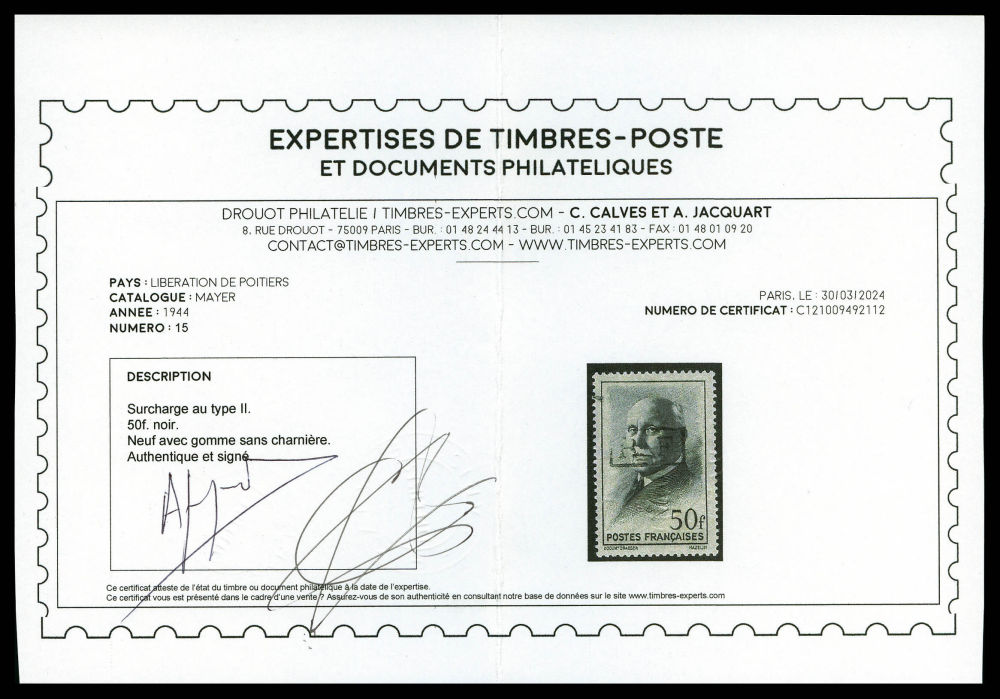 EXPERTISES DE TIMBRES-POSTE
ET DOCUMENTS PHILATELIQUES
DROUOT PHILATELIE / TIMBRES-EXPERTS.COM - C. CALVES ET A. JACQUART
8, RUE DROUOT - 75009 PARIS - BUR. : 01 48 24 44 13 - BUR. : 01 45 23 41 83 - FAX : 01 48 01 09 20
CONTACT@TIMBRES-EXPERTS.COM - WWW.TIMBRES-EXPERTS.COM
PAYS : LIBERATION DE POITIERS
CATALOGUE : MAYER
ANNEE : 1944
NUMERO : 15
PARIS, LE : 30/03/2024
NUMERO DE CERTIFICAT : C121009492112
DESCRIPTION
Surcharge au type II.
50f. noir.
Neuf avec gomme sans charnière.
Authentique et signé
50f
POSTES FRANÇAISES
Ce certificat atteste de l'état du timbre ou document philatélique à la date de l'expertise.
Ce certificat vous est présenté dans le cadre d'une vente ? Assurez-vous de son authenticité en consultant notre base de données sur le site www.timbres-experts.com